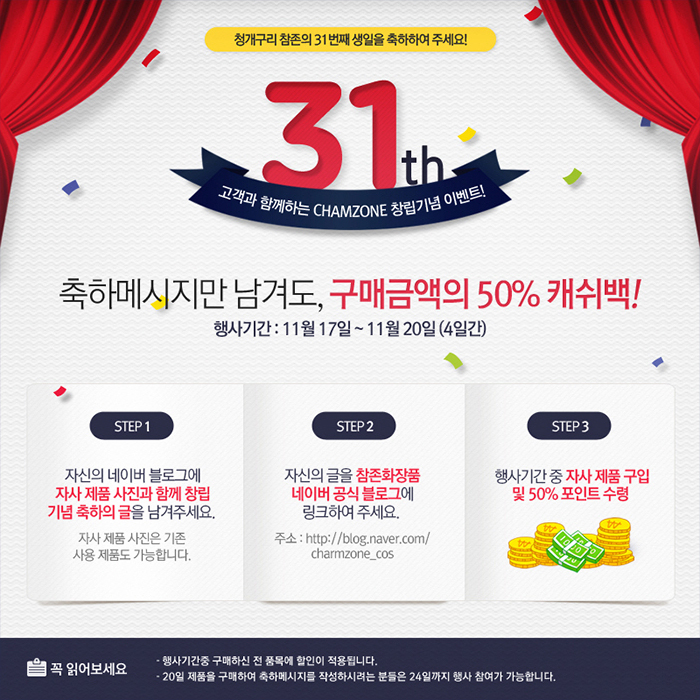 청개구리 참존의 31번째 생일을 축하하여 주세요!
31th
고객과 함께하는 CHAMZONE 창립기념 이벤트!
축하메시지만 남겨도, 구매금액의 50% 캐쉬백!
행사기간 : 11월 17일 ~ 11월 20일 (4일간)
STEP 1
자신의 네이버 블로그에
자사 제품 사진과 함께 창립
기념 축하의 글을 남겨주세요.
자사 제품 사진은 기존
사용 제품도 가능합니다.
STEP 2
자신의 글을 참존화장품
네이버 공식 블로그에
링크하여 주세요.
주소 : http://blog.naver.com/
charmzone_cos
STEP 3
행사기간 중 자사 제품 구입
및 50% 포인트 수령
꼭 읽어보세요
- 행사기간중 구매하신 전 품목에 할인이 적용됩니다.
- 20일 제품을 구매하여 축하메시지를 작성하시려는 분들은 24일까지 행사 참여가 가능합니다.